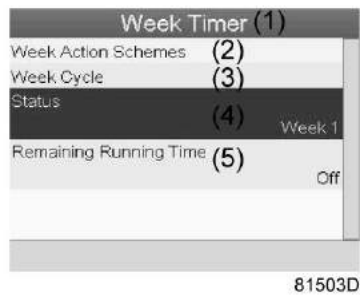 Week Timer (1)
Week Action Schemes (2)
Week Cycle (3)
Status
(4)
Week 1
Remaining Running Time (5)
Off
81503D